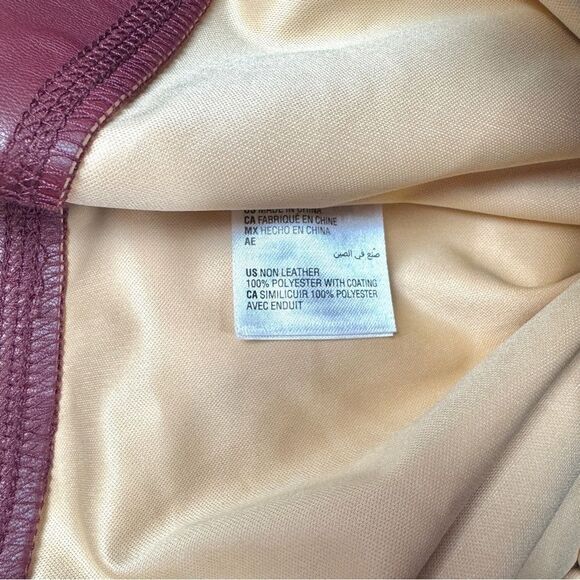 US MADE IN CHINA
CA FABRIQUÉ EN CHINE
MX HECHO EN CHINA
AE
صنع في الصين
US NON LEATHER
100% POLYESTER WITH COATING
CA SIMILICUIR 100% POLYESTER
AVEC ENDUIT